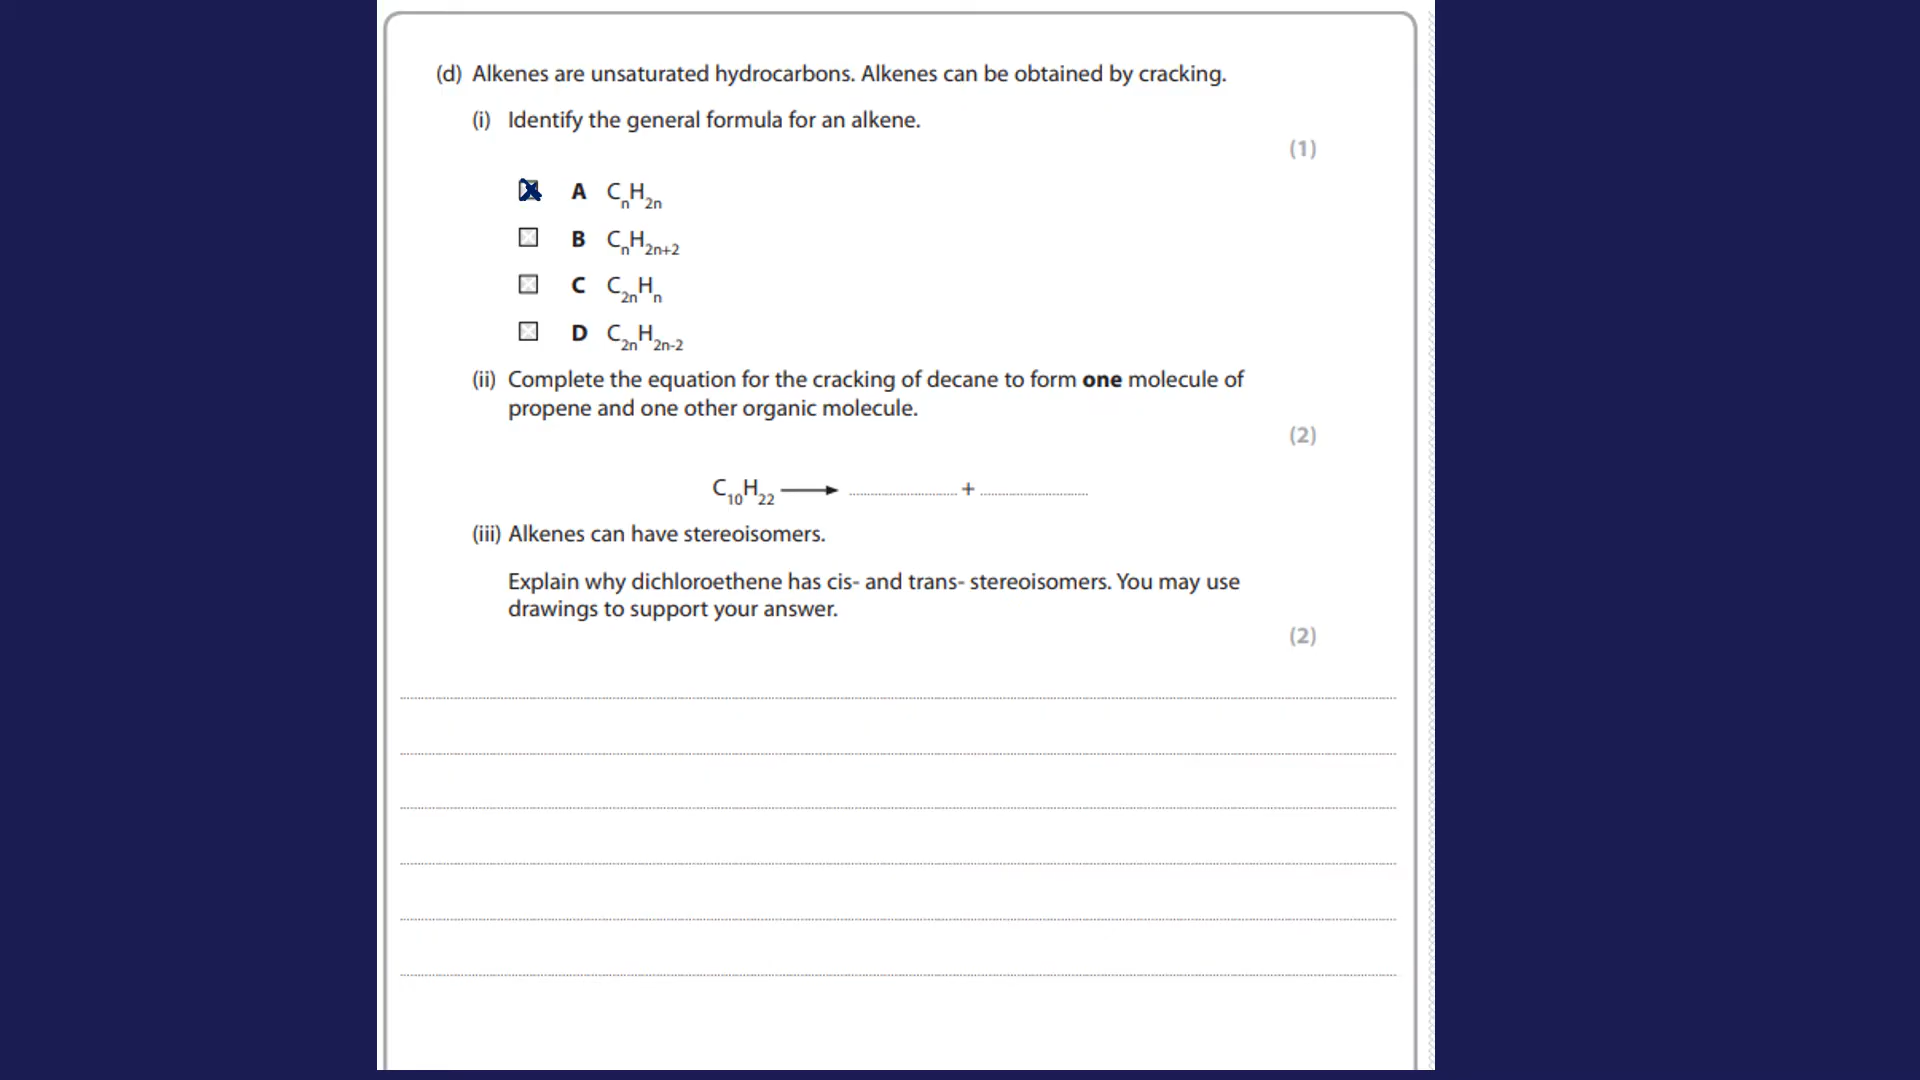 (d) Alkenes are unsaturated hydrocarbons. Alkenes can be obtained by cracking.
(i) Identify the general formula for an alkene.
(1)
A CnH2n
B CnH2n+2
C C2nHn
D C2nH2n-2
(ii) Complete the equation for the cracking of decane to form one molecule of
propene and one other organic molecule.
(2)
C10H22 ⟶ .............................. + ..............................
(iii) Alkenes can have stereoisomers.
Explain why dichloroethene has cis- and trans- stereoisomers. You may use
drawings to support your answer.
(2)